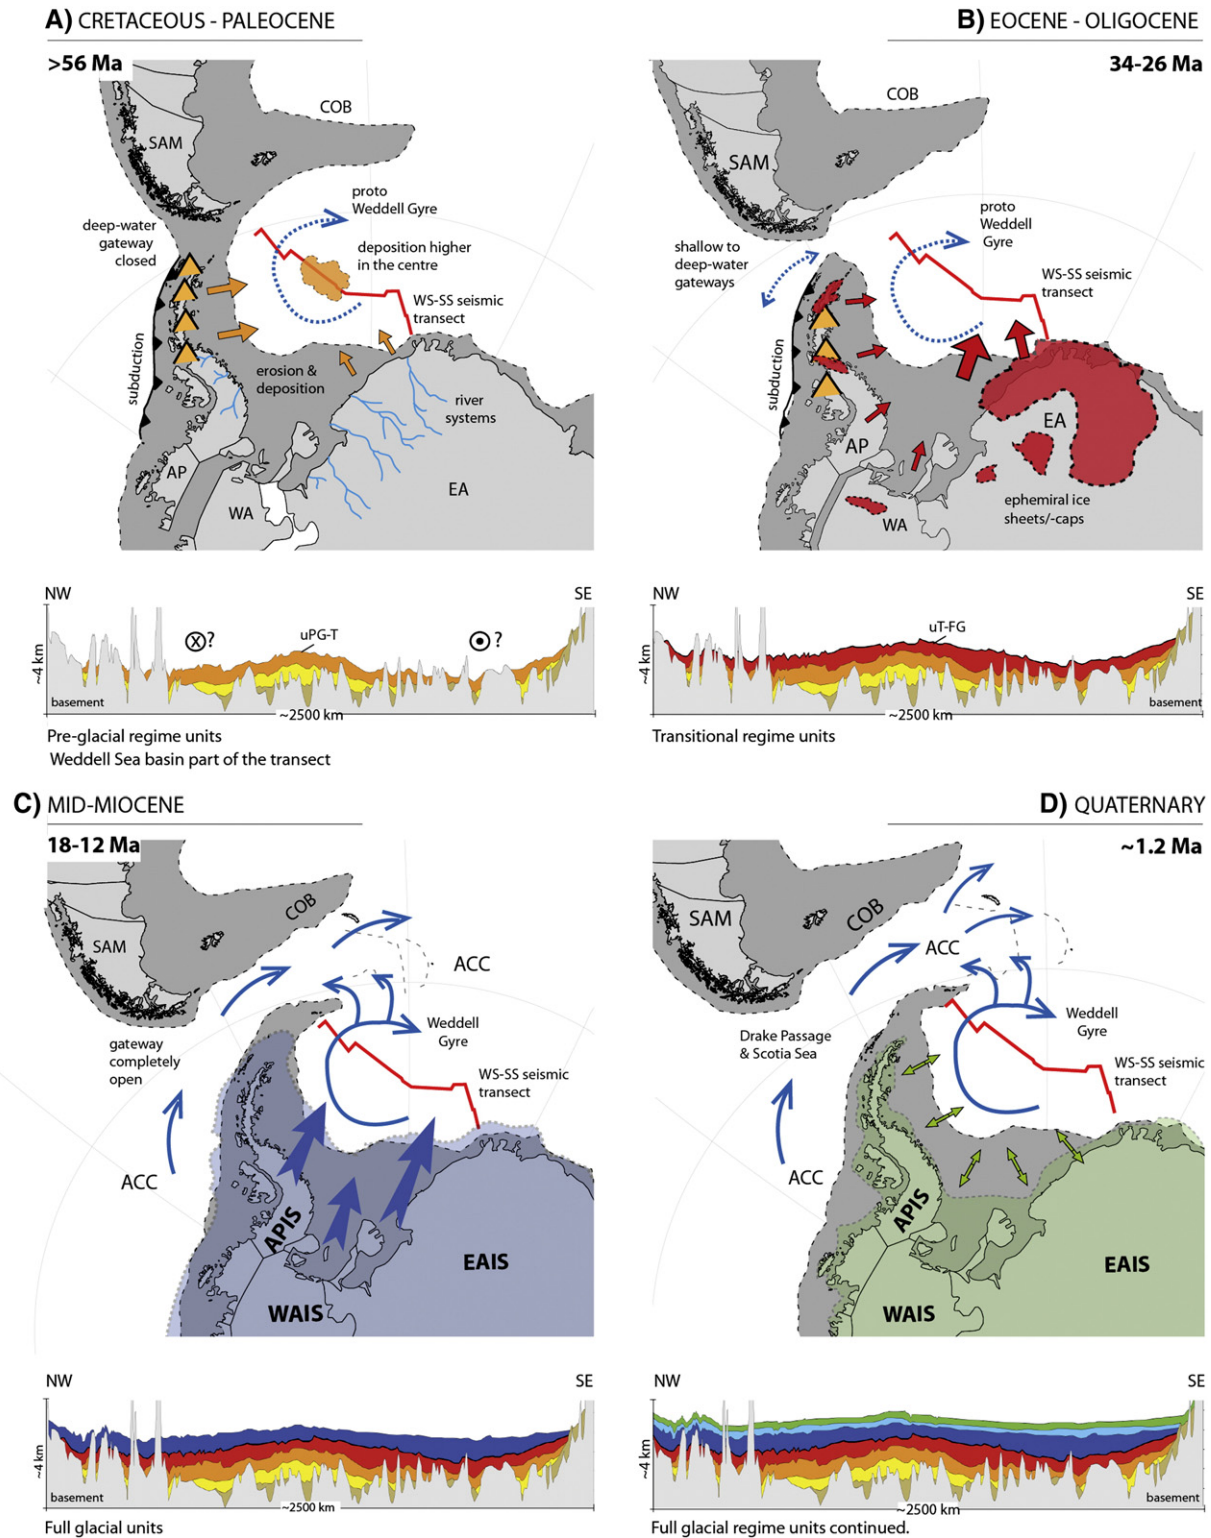 A) CRETACEOUS - PALEOCENE
>56 Ma
COB
SAM
proto
Weddell Gyre
deep-water
gateway
closed
deposition higher
in the centre
WS-SS seismic
transect
subduction
erosion &
deposition
river
systems
AP
WA
EA
NW
SE
X ?
uPG-T
?
~4 km
basement
~2500 km
Pre-glacial regime units
Weddell Sea basin part of the transect
B) EOCENE - OLIGOCENE
34-26 Ma
COB
SAM
proto
Weddell
Gyre
shallow to
deep-water
gateways
WS-SS seismic
transect
subduction
EA
AP
ephemiral ice
sheets/-caps
WA
NW
SE
uT-FG
~4 km
basement
~2500 km
Transitional regime units
C) MID-MIOCENE
18-12 Ma
COB
SAM
ACC
Weddell
Gyre
gateway
completely
open
WS-SS seismic
transect
ACC
APIS
EAIS
WAIS
NW
SE
~4 km
basement
~2500 km
Full glacial units
D) QUATERNARY
~1.2 Ma
SAM
COB
ACC
Weddell
Gyre
Drake Passage
& Scotia Sea
WS-SS seismic
transect
ACC
APIS
EAIS
WAIS
NW
SE
~4 km
basement
~2500 km
Full glacial regime units continued.